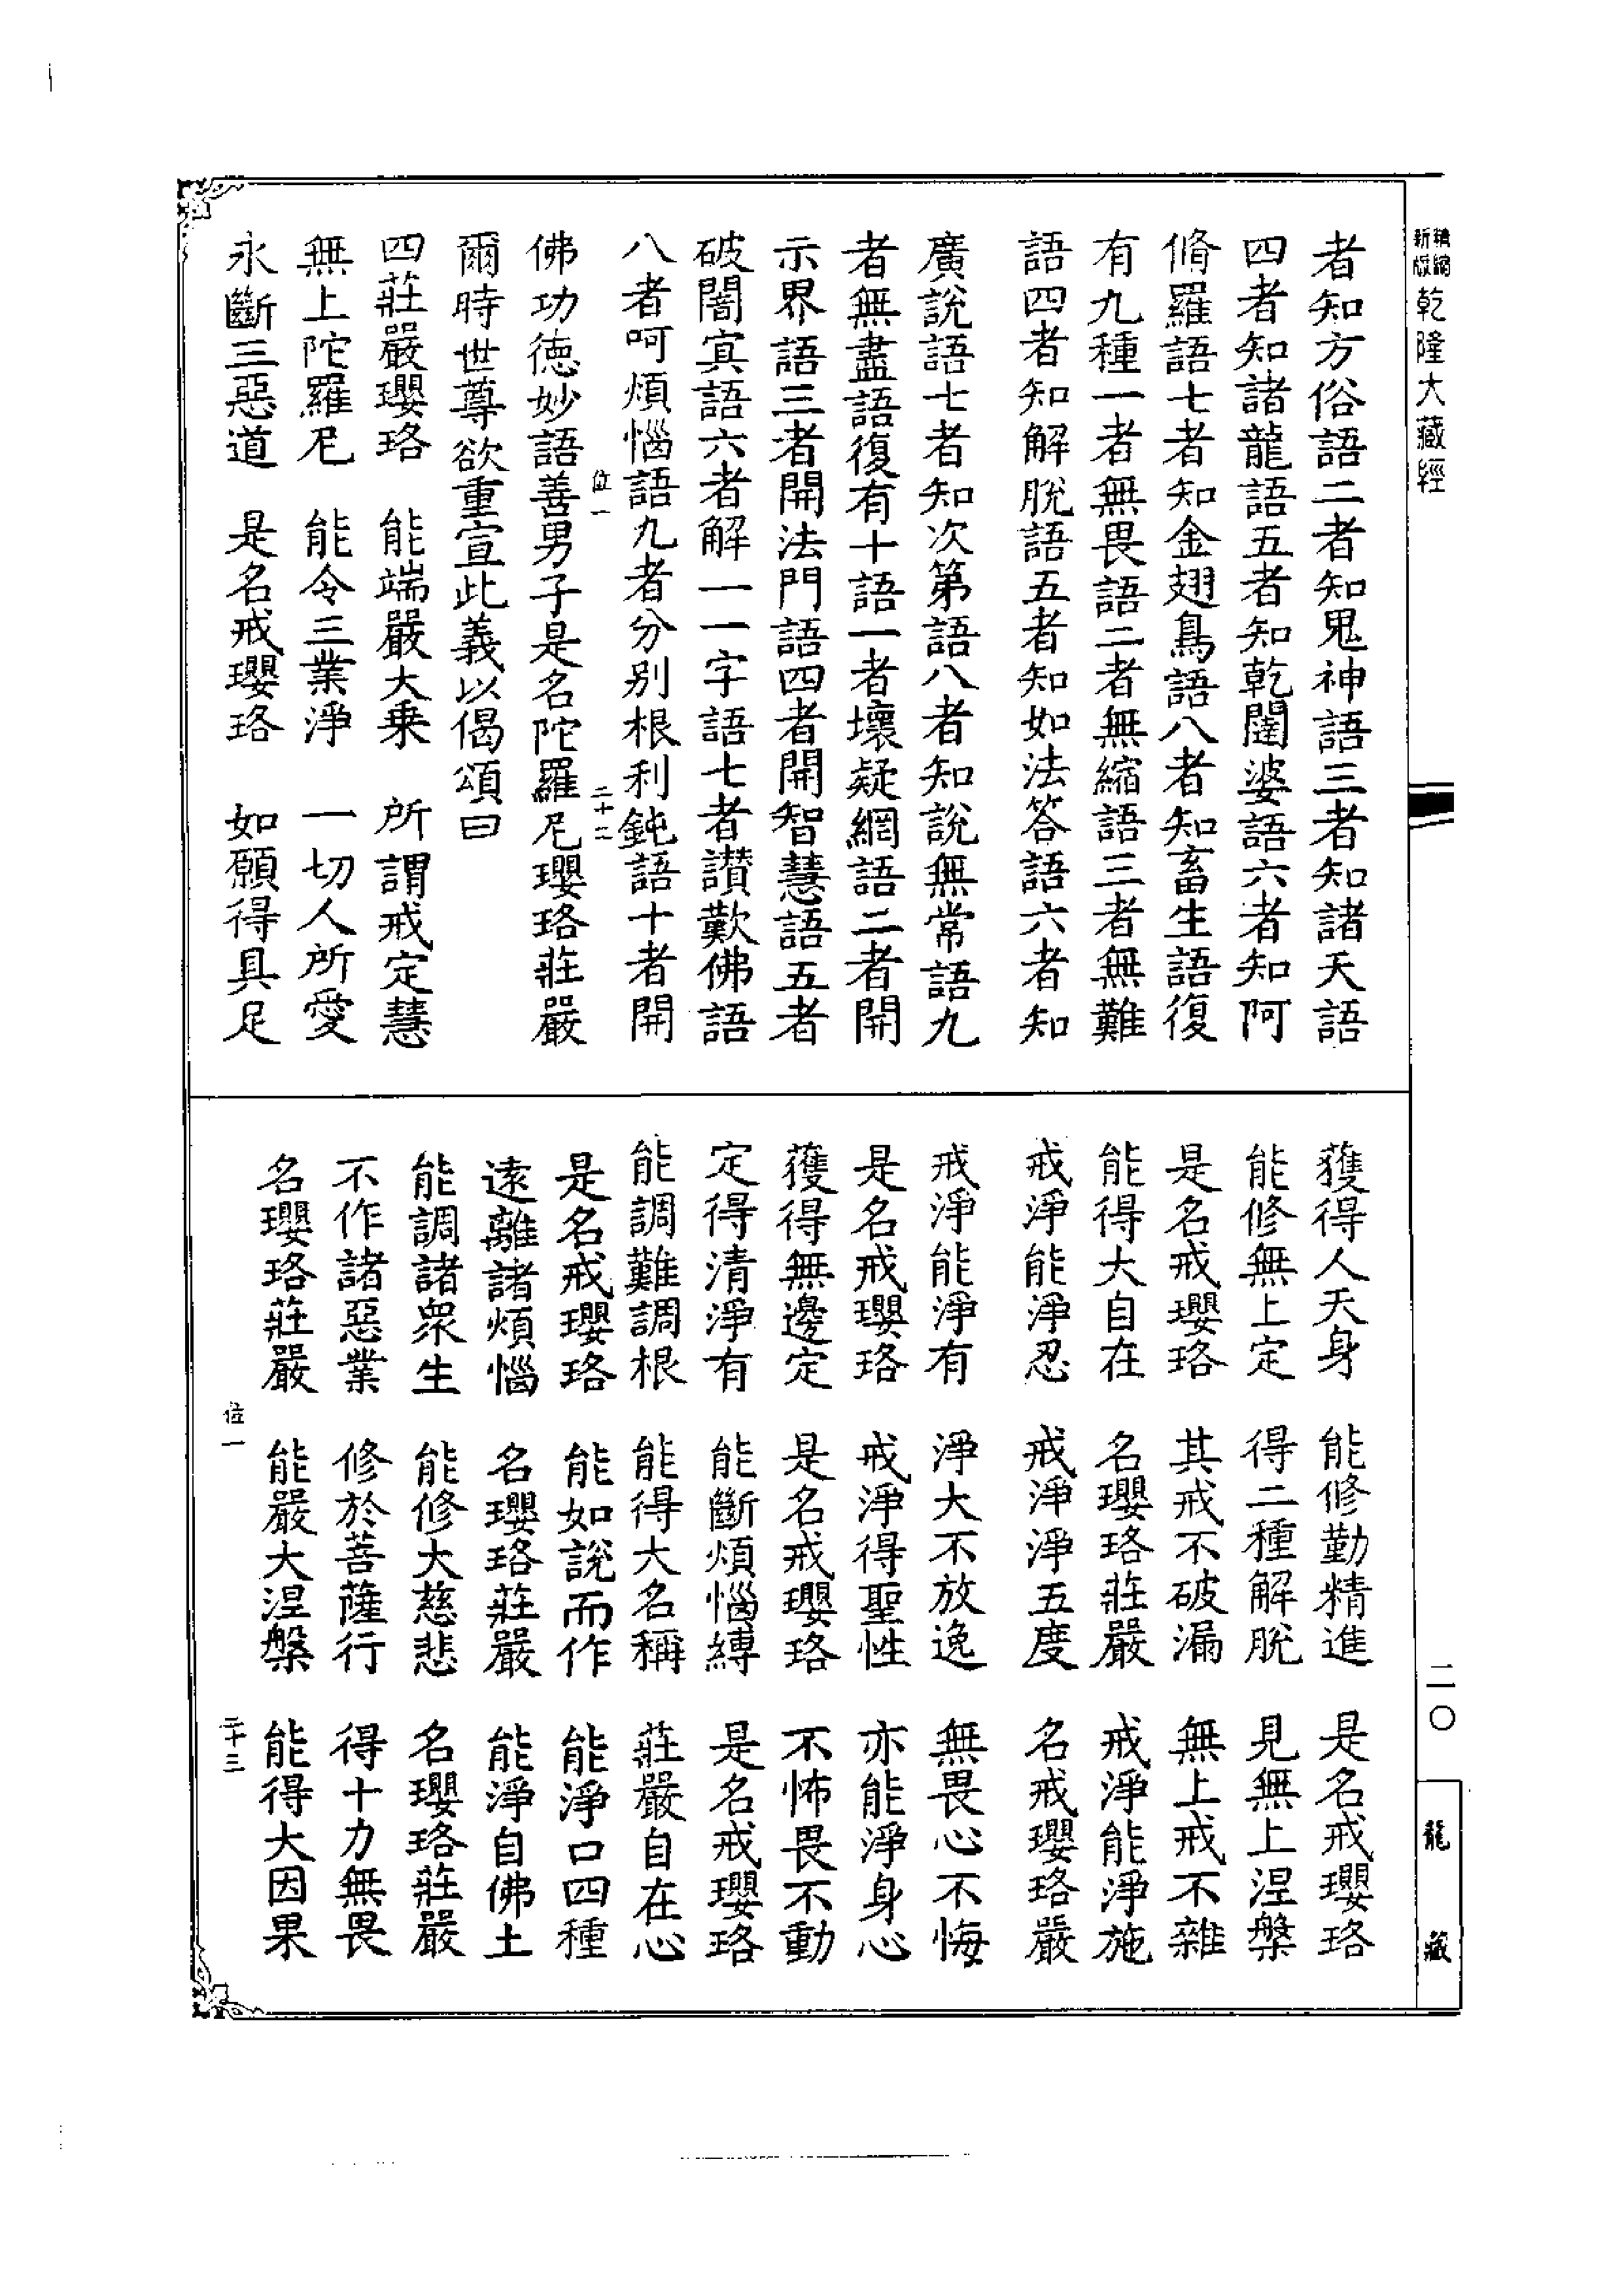 新編縮版乾隆大藏經
者知方俗語二者知鬼神語三者知諸天語
四者知諸龍語五者知乾闥婆語六者知阿
脩羅語七者知金翅鳥語八者知畜生語復
有九種一者無畏語二者無縮語三者無難
語四者知解脫語五者知如法答語六者知
廣說語七者知次第語八者知說無常語九
者無盡語復有十語一者壞疑網語二者開
示界語三者開法門語四者開智慧語五者
破闇冥語六者解一一字語七者讚歎佛語
八者呵煩惱語九者分別根利鈍語十者開
位一 二十二
佛功德妙語善男子是名陀羅尼瓔珞莊嚴
爾時世尊欲重宣此義以偈頌曰
四莊嚴瓔珞 能端嚴大乘 所謂戒定慧
無上陀羅尼 能令三業淨 一切人所愛
永斷三惡道 是名戒瓔珞 如願得具足
獲得人天身 能修勤精進 是名戒瓔珞
能修無上定 得二種解脫 見無上涅槃
是名戒瓔珞 其戒不破漏 無上戒不雜
能得大自在 名瓔珞莊嚴 戒淨能淨施
戒淨能淨忍 戒淨淨五度 名戒瓔珞嚴
戒淨能淨有 淨大不放逸 無畏心不悔
是名戒瓔珞 戒淨得聖性 亦能淨身心
獲得無邊定 是名戒瓔珞 不怖畏不動
定得清淨有 能斷煩惱縛 是名戒瓔珞
能調難調根 能得大名稱 莊嚴自在心
是名戒瓔珞 能如說而作 能淨口四種
遠離諸煩惱 名瓔珞莊嚴 能淨自佛土
能調諸眾生 能修大慈悲 名瓔珞莊嚴
不作諸惡業 修於菩薩行 得十力無畏
名瓔珞莊嚴 能嚴大涅槃 能得大因果
位一 二十三
二〇
龍藏